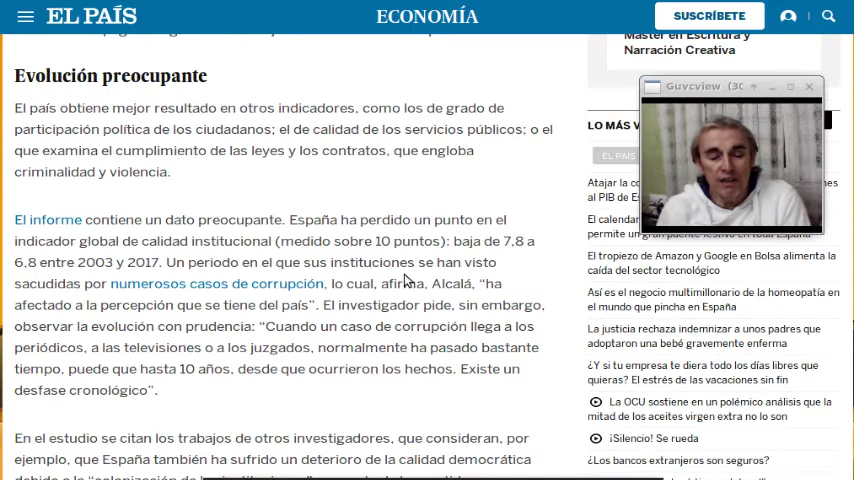 EL PAÍS
ECONOMÍA
SUSCRÍBETE
Máster en Escritura y
Narración Creativa
Evolución preocupante
El país obtiene mejor resultado en otros indicadores, como los de grado de
participación política de los ciudadanos; el de calidad de los servicios públicos; o el
que examina el cumplimiento de las leyes y los contratos, que engloba
criminalidad y violencia.
El informe contiene un dato preocupante. España ha perdido un punto en el
indicador global de calidad institucional (medido sobre 10 puntos): baja de 7,8 a
6,8 entre 2003 y 2017. Un periodo en el que sus instituciones se han visto
sacudidas por numerosos casos de corrupción, lo cual, afirma, Alcalá, “ha
afectado a la percepción que se tiene del país”. El investigador pide, sin embargo,
observar la evolución con prudencia: “Cuando un caso de corrupción llega a los
periódicos, a las televisiones o a los juzgados, normalmente ha pasado bastante
tiempo, puede que hasta 10 años, desde que ocurrieron los hechos. Existe un
desfase cronológico”.
En el estudio se citan los trabajos de otros investigadores, que consideran, por
ejemplo, que España también ha sufrido un deterioro de la calidad democrática
Guvcview (30
LO MÁS V
EL PAÍS
Atajar la
al PIB de
El calendar
permite un gran puente festivo en toda España
El tropiezo de Amazon y Google en Bolsa alimenta la
caída del sector tecnológico
Así es el negocio multimillonario de la homeopatía en
el mundo que pincha en España
La justicia rechaza indemnizar a unos padres que
adoptaron una bebé gravemente enferma
¿Y si tu empresa te diera todo los días libres que
quieras? El estrés de las vacaciones sin fin
La OCU sostiene en un polémico análisis que la
mitad de los aceites virgen extra no lo son
¡Silencio! Se rueda
¿Los bancos extranjeros son seguros?